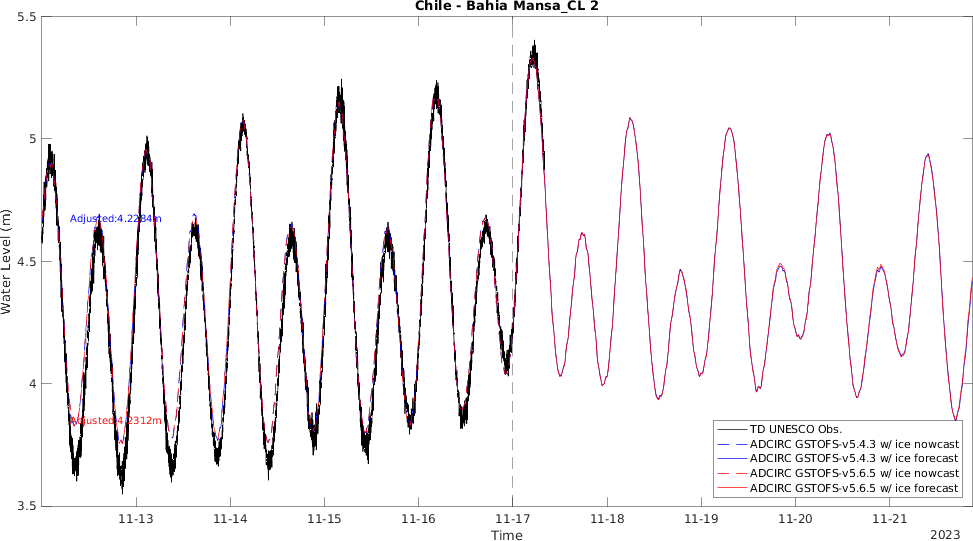 Chile - Bahia Mansa_CL 2
5.5
5
4.5
4
3.5
Water Level (m)
Adjusted:4.2284m
Adjusted:4.2312m
TD UNESCO Obs.
ADCIRC GSTOFS-v5.4.3 w/ ice nowcast
ADCIRC GSTOFS-v5.4.3 w/ ice forecast
ADCIRC GSTOFS-v5.6.5 w/ ice nowcast
ADCIRC GSTOFS-v5.6.5 w/ ice forecast
11-13 11-14 11-15 11-16 11-17 11-18 11-19 11-20 11-21
Time
2023